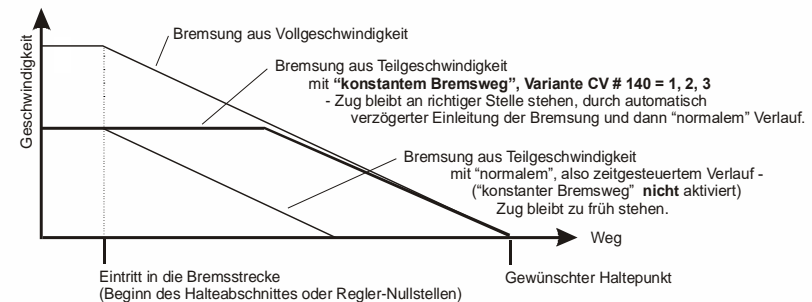 Geschwindigkeit
Bremsung aus Vollgeschwindigkeit
Bremsung aus Teilgeschwindigkeit
mit “konstantem Bremsweg”, Variante CV # 140 = 1, 2, 3
- Zug bleibt an richtiger Stelle stehen, durch automatisch
verzögerter Einleitung der Bremsung und dann “normalem” Verlauf.
Bremsung aus Teilgeschwindigkeit
mit “normalem”, also zeitgesteuertem Verlauf -
(“konstanter Bremsweg” nicht aktiviert)
Zug bleibt zu früh stehen.
Weg
Eintritt in die Bremsstrecke
(Beginn des Halteabschnittes oder Regler-Nullstellen)
Gewünschter Haltepunkt